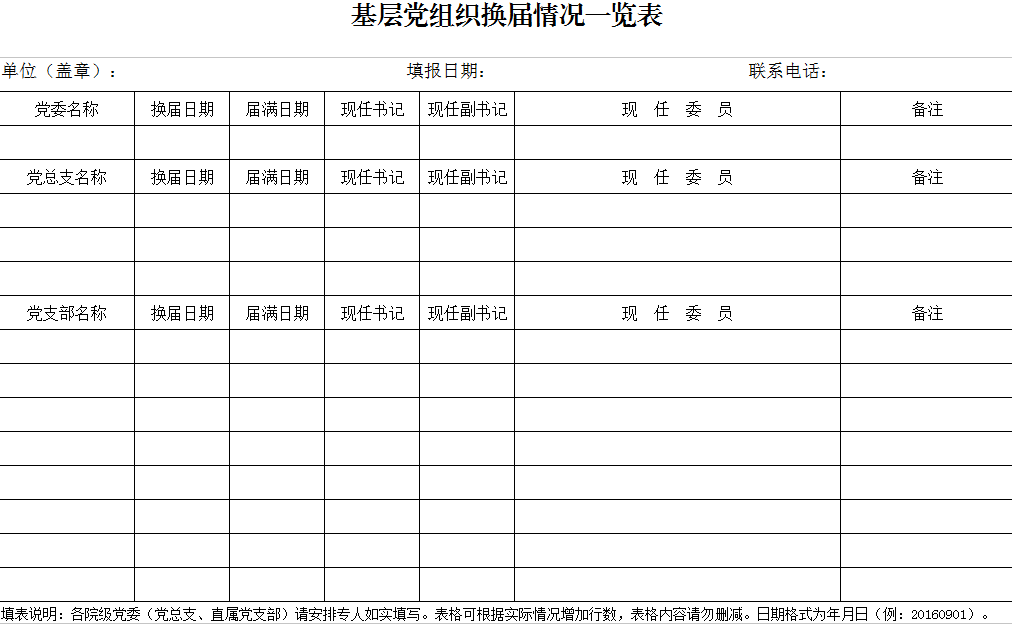 基层党组织换届情况一览表
单位（盖章）： 填报日期： 联系电话：
党委名称 换届日期 届满日期 现任书记 现任副书记 现 任 委 员 备注
党总支名称 换届日期 届满日期 现任书记 现任副书记 现 任 委 员 备注
党支部名称 换届日期 届满日期 现任书记 现任副书记 现 任 委 员 备注
填表说明：各院级党委（党总支、直属党支部）请安排专人如实填写。表格可根据实际情况增加行数，表格内容请勿删减。日期格式为年月日（例：20160901）。